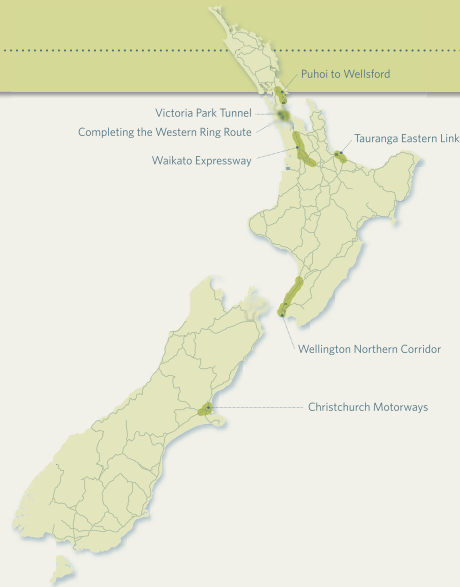 Puhoi to Wellsford
Victoria Park Tunnel
Completing the Western Ring Route
Tauranga Eastern Link
Waikato Expressway
Wellington Northern Corridor
Christchurch Motorways